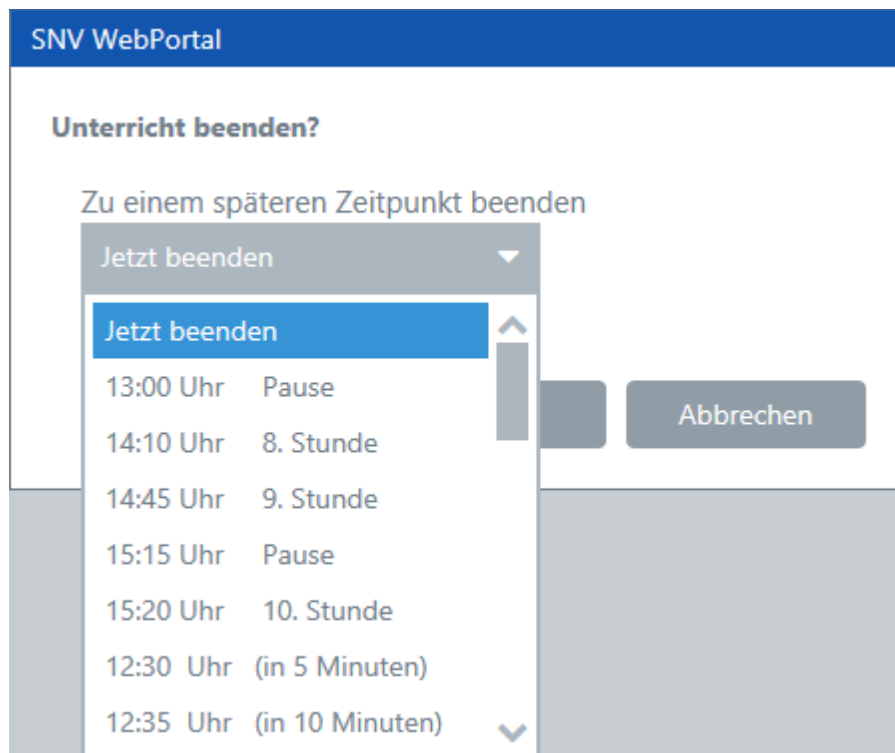 SNV WebPortal
Unterricht beenden?
Zu einem späteren Zeitpunkt beenden
Jetzt beenden
Jetzt beenden
13:00 Uhr Pause
14:10 Uhr 8. Stunde
14:45 Uhr 9. Stunde
15:15 Uhr Pause
15:20 Uhr 10. Stunde
12:30 Uhr (in 5 Minuten)
12:35 Uhr (in 10 Minuten)
Abbrechen